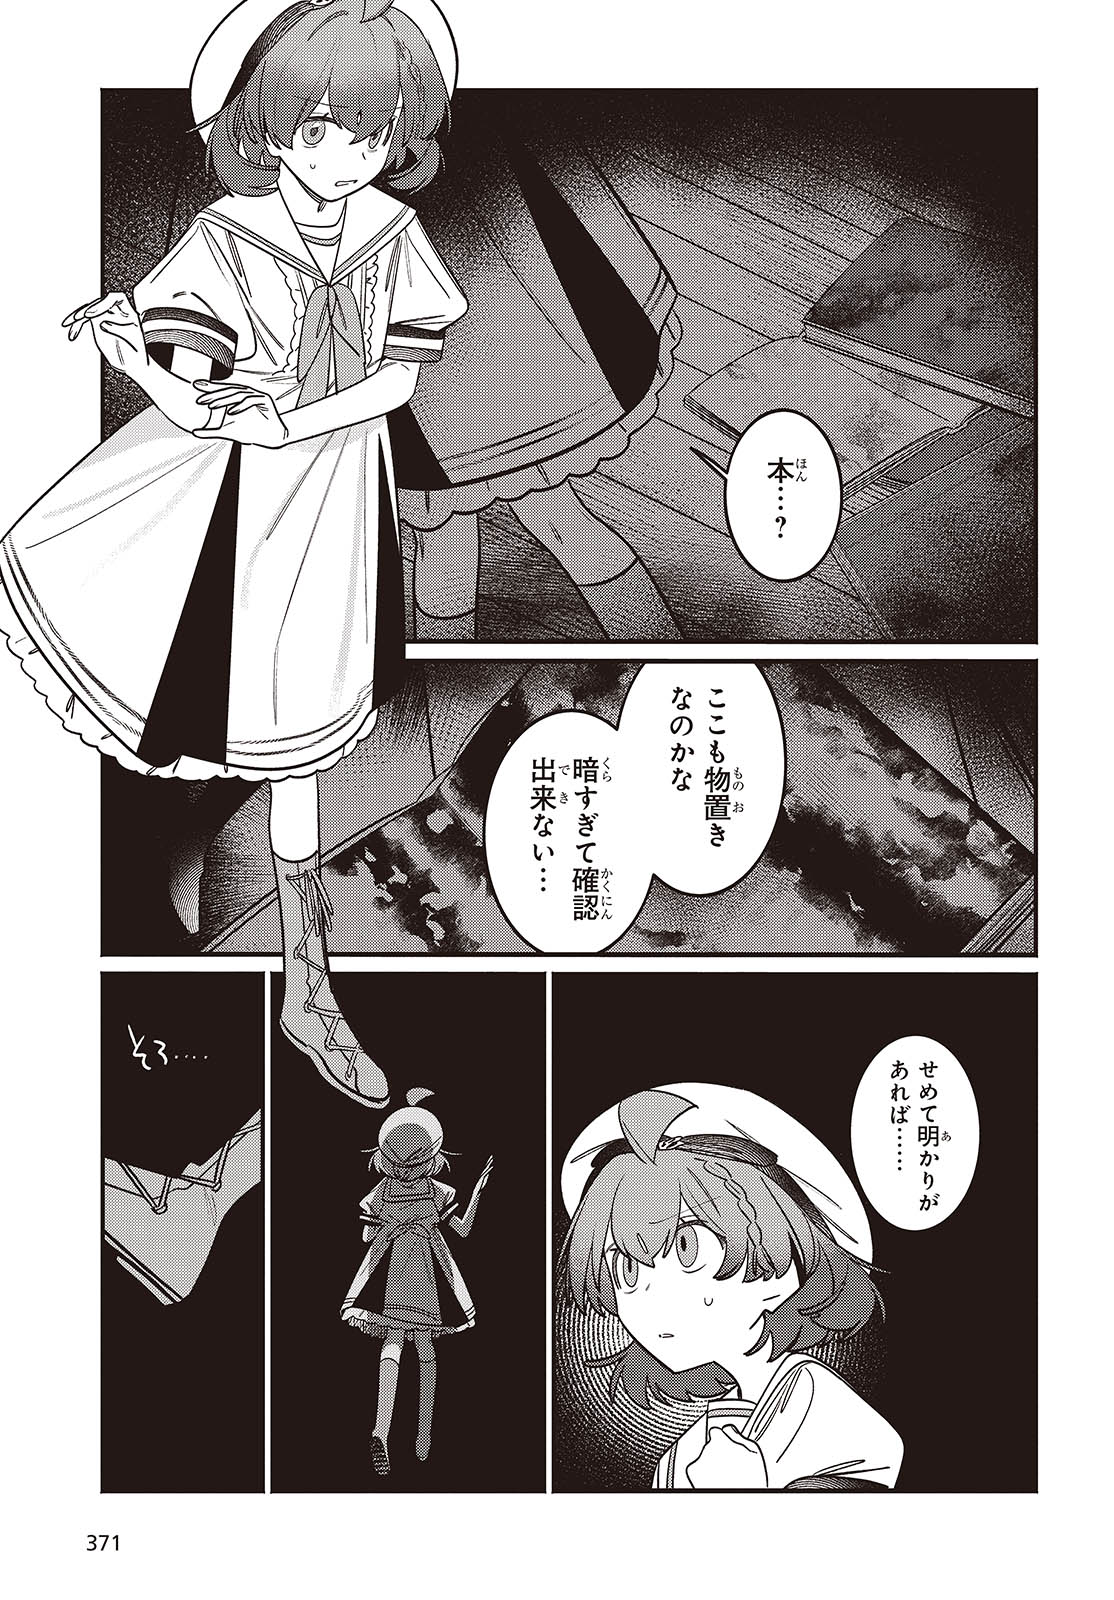 本…?
ここも物置き
なのかな
暗すぎて確認
出来ない…
せめて明かりが
あれば……
そろ‥‥
371